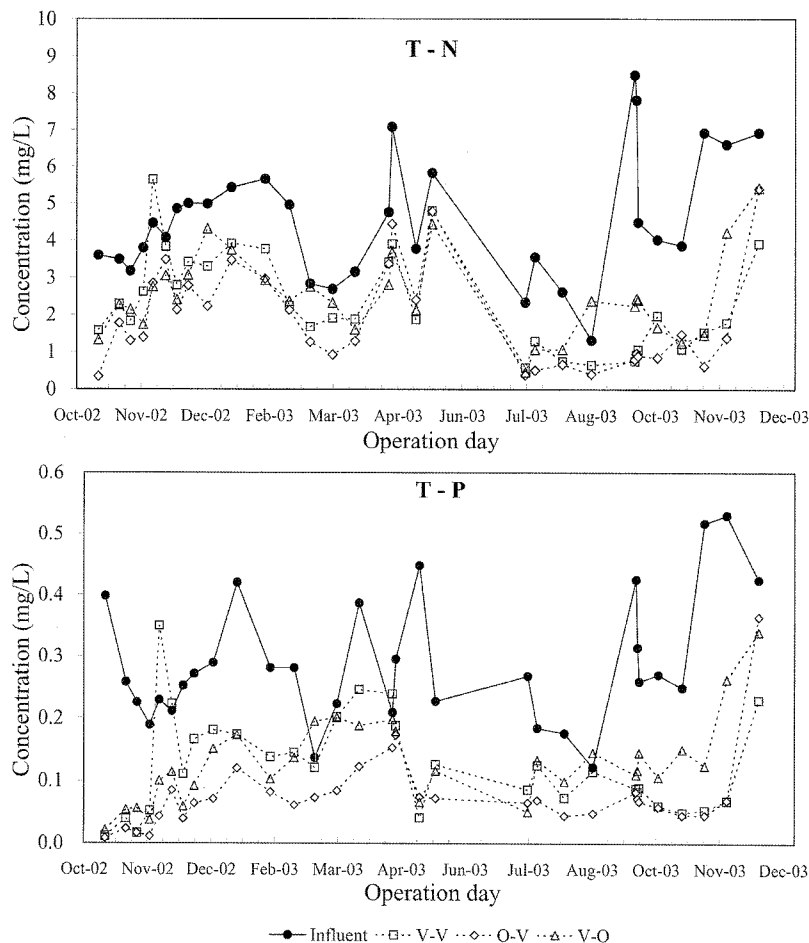 T - N
10
9
8
7
6
5
4
3
2
1
0
Concentration (mg/L)
Oct-02 Nov-02 Dec-02 Feb-03 Mar-03 Apr-03 Jun-03 Jul-03 Aug-03 Oct-03 Nov-03 Dec-03
Operation day
T - P
0.6
0.5
0.4
0.3
0.2
0.1
0.0
Concentration (mg/L)
Oct-02 Nov-02 Dec-02 Feb-03 Mar-03 Apr-03 Jun-03 Jul-03 Aug-03 Oct-03 Nov-03 Dec-03
Operation day
Influent V-V O-V V-O